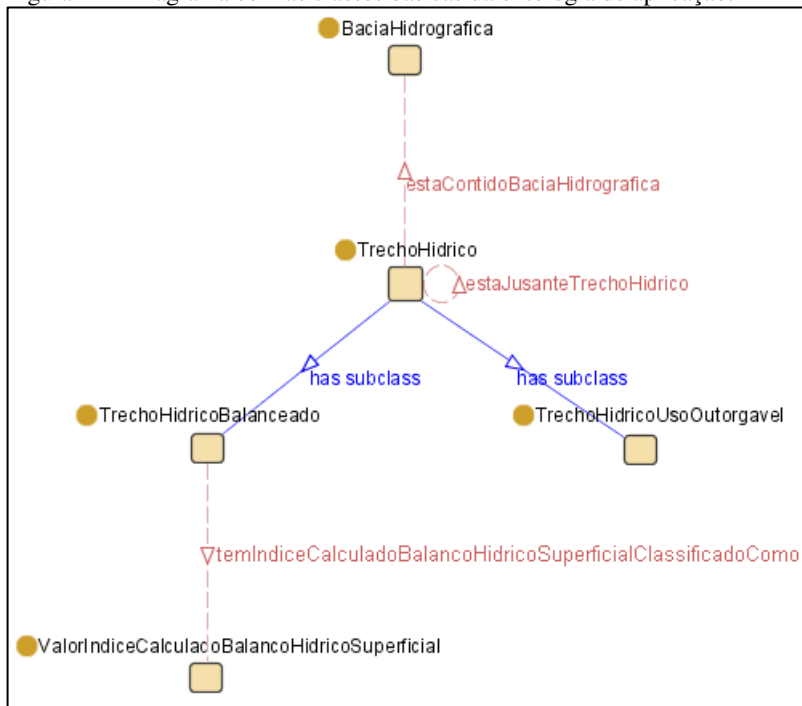 BaciaHidrografica
estaContidoBaciaHidrografica
TrechoHidrico
estaJusanteTrechoHidrico
has subclass
has subclass
TrechoHidricoBalanceado
TrechoHidricoUsoOutorgavel
temIndiceCalculadoBalancoHidricoSuperficialClassificadoComo
ValorIndiceCalculadoBalancoHidricoSuperficial